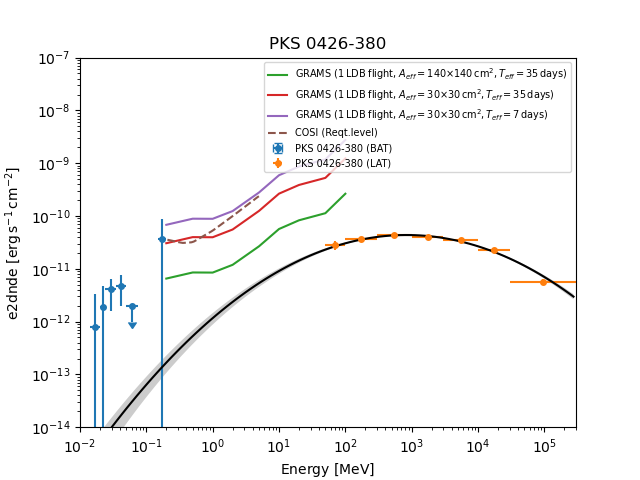 PKS 0426-380
GRAMS (1 LDB flight, A_eff = 140×140 cm², T_eff = 35 days)
GRAMS (1 LDB flight, A_eff = 30×30 cm², T_eff = 35 days)
GRAMS (1 LDB flight, A_eff = 30×30 cm², T_eff = 7 days)
COSI (Reqt.level)
PKS 0426-380 (BAT)
PKS 0426-380 (LAT)
e2dnde [erg s⁻¹ cm⁻²]
10⁻⁷
10⁻⁸
10⁻⁹
10⁻¹⁰
10⁻¹¹
10⁻¹²
10⁻¹³
10⁻¹⁴
10⁻² 10⁻¹ 10⁰ 10¹ 10² 10³ 10⁴ 10⁵
Energy [MeV]